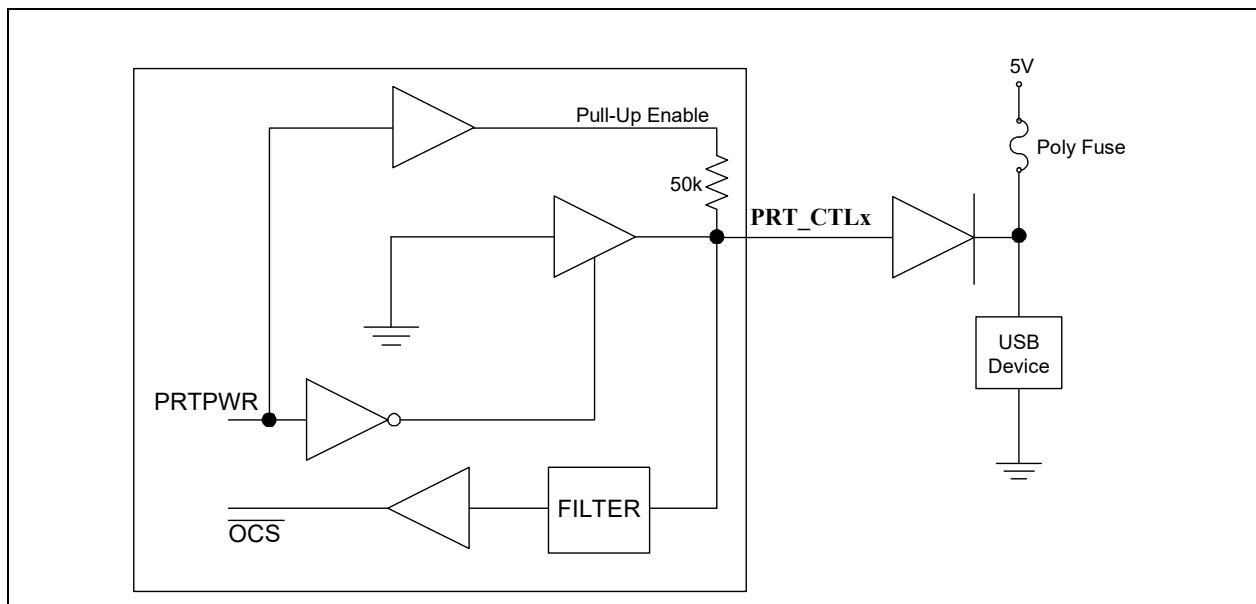 5V
Pull-Up Enable
Poly Fuse
50k
PRT_CTLx
USB
Device
PRTPWR
FILTER
OCS